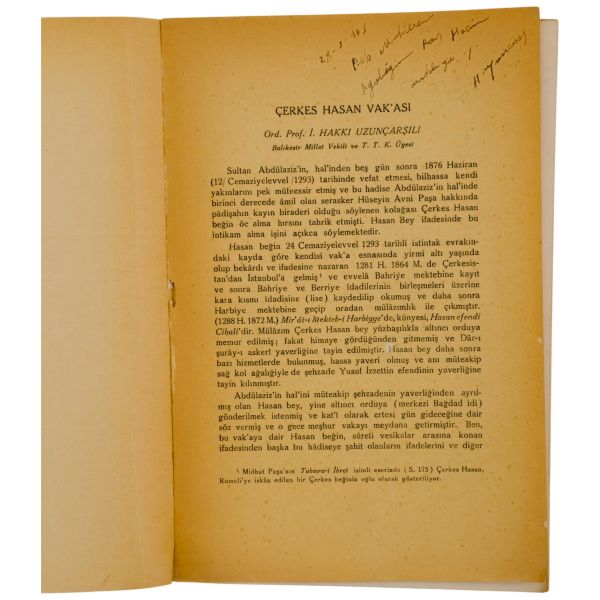 ÇERKES HASAN VAK'ASI
Ord. Prof. İ. HAKKI UZUNÇARŞILI
Balıkesir Millet Vekili ve T. T. K. Üyesi
Sultan Abdülaziz'in, hal'inden beş gün sonra 1876 Haziran
(12 Cemaziyelevvel 1293) tarihinde vefat etmesi, bilhassa kendi
yakınlarını pek müteessir etmiş ve bu hadise Abdülaziz'in hal'inde
birinci derecede âmil olan serasker Hüseyin Avni Paşa hakkında
pâdişahın kayın biraderi olduğu söylenen kolağası Çerkes Hasan
beğin öc alma hırsını tahrik etmişti. Hasan Bey ifadesinde bu
intikam alma işini açıkca söylemektedir.
Hasan beğin 24 Cemaziyelevvel 1293 tarihli istintak evrakın-
daki kayda göre kendisi vak'a esnasında yirmi altı yaşında
olup bekârdı ve ifadesine nazaran 1281 H. 1864 M. de Çerkesis-
tan'dan İstanbul'a gelmiş¹ ve evvelâ Bahriye mektebine kayıt
ve sonra Bahriye ve Berriye idadilerinin birleşmeleri üzerine
kara kısmı idadisine (lise) kaydedilip okumuş ve daha sonra
Harbiye mektebine geçip oradan mülâzımlık ile çıkmıştır.
(1288 H. 1872 M.) Mir'ât-ı Mekteb-i Harbiyye'de, künyesi, Hasan efendi
Cibali'dir. Mülâzim Çerkes Hasan bey yüzbaşılıkla altıncı orduya
memur edilmiş; fakat himaye gördüğünden gitmemiş ve Dâr-ı
şurây-ı askerî yaverliğine tayin edilmiştir. Hasan bey daha sonra
bazı hizmetlerde bulunmuş, hassa yaveri olmuş ve anı müteakip
sağ kol ağalığiyle de şehzade Yusuf İzzettin efendinin yaverliğine
tayin kılınmıştır.
Abdülaziz'in hal'ini müteakip şehzadenin yaverliğinden ayrıl-
mış olan Hasan bey, yine altıncı orduya (merkezi Bağdad idi)
gönderilmek istenmiş ve kat'î olarak ertesi gün gideceğine dair
söz vermiş ve o gece meşhur vakayı meydana getirmiştir. Ben,
bu vak'aya dair Hasan beğin, sûreti vesikalar arasına konan
ifadesinden başka bu hâdiseye şahit olanların ifadelerini ve diğer
¹ Midhat Paşa'nın Tabsıra-i İbret isimli eserinde (S. 175) Çerkes Hasan,
Rumeli'ye iskân edilen bir Çerkes beğinin oğlu olarak gösteriliyor.